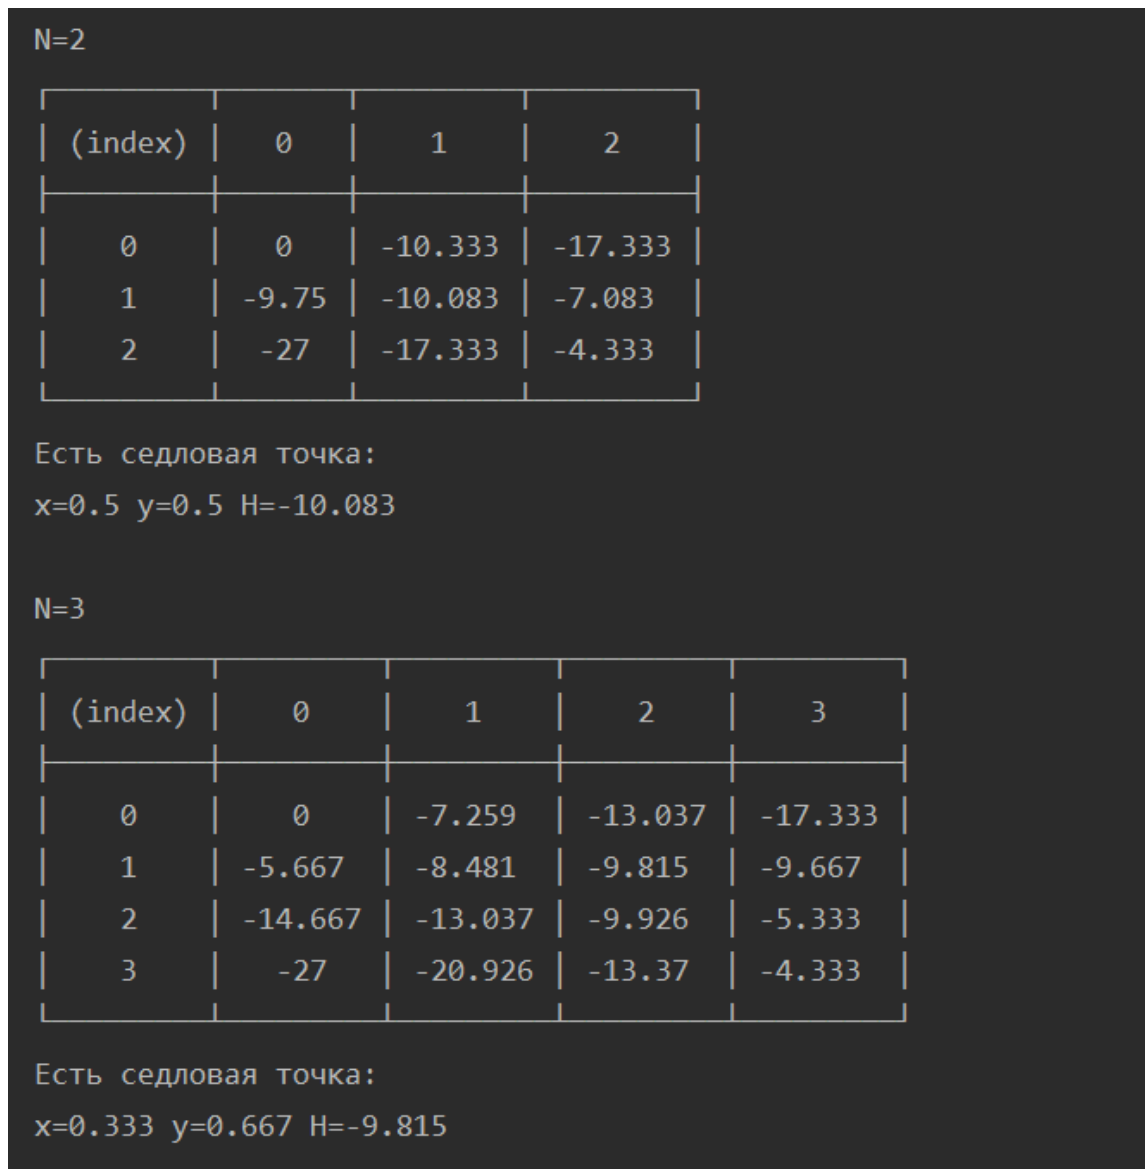 N=2
(index) 0 1 2
0 0 -10.333 -17.333
1 -9.75 -10.083 -7.083
2 -27 -17.333 -4.333
Есть седловая точка:
x=0.5 y=0.5 H=-10.083
N=3
(index) 0 1 2 3
0 0 -7.259 -13.037 -17.333
1 -5.667 -8.481 -9.815 -9.667
2 -14.667 -13.037 -9.926 -5.333
3 -27 -20.926 -13.37 -4.333
Есть седловая точка:
x=0.333 y=0.667 H=-9.815